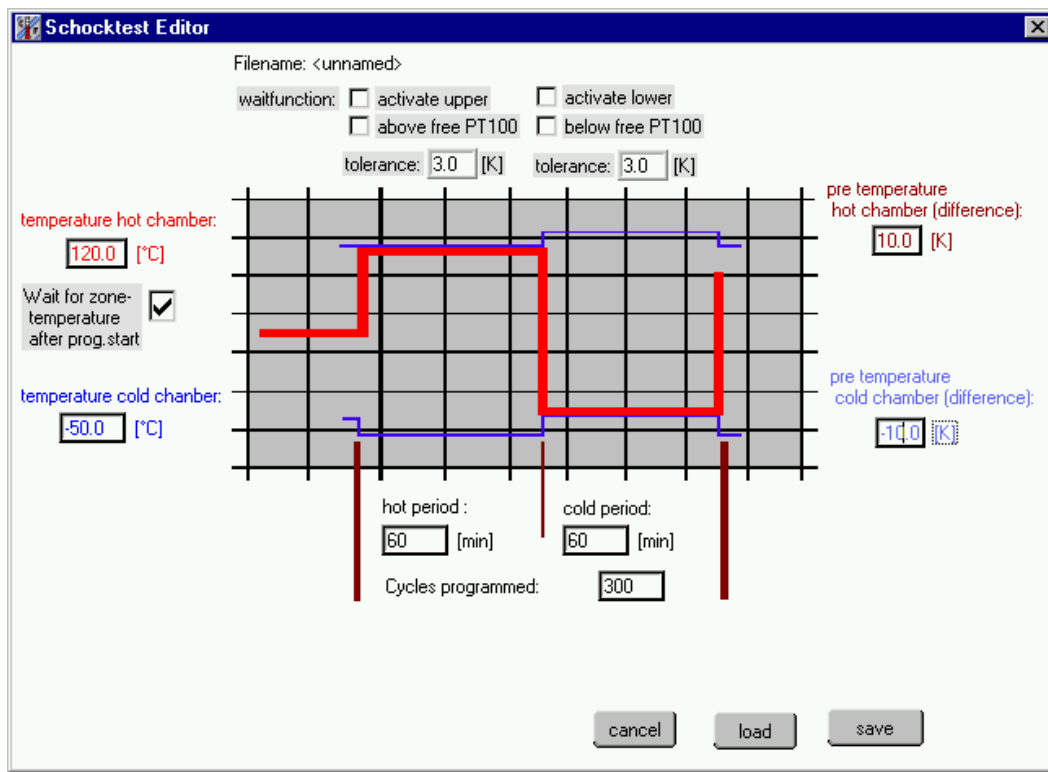 Schocktest Editor
Filename: <unnamed>
waitfunction: activate upper activate lower
above free PT100 below free PT100
tolerance: 3.0 [K] tolerance: 3.0 [K]
pre temperature
hot chamber (difference):
10.0 [K]
temperature hot chamber:
120.0 [°C]
Wait for zone-
temperature
after prog.start
temperature cold chanber:
-50.0 [°C]
pre temperature
cold chamber (difference):
-10.0 [K]
hot period : cold period:
60 [min] 60 [min]
Cycles programmed: 300
cancel load save